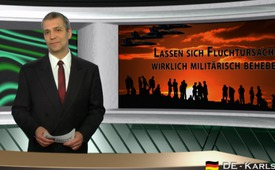 Lassen sich Fluchtursach
wirklich militärisch behebe
DE-Karls